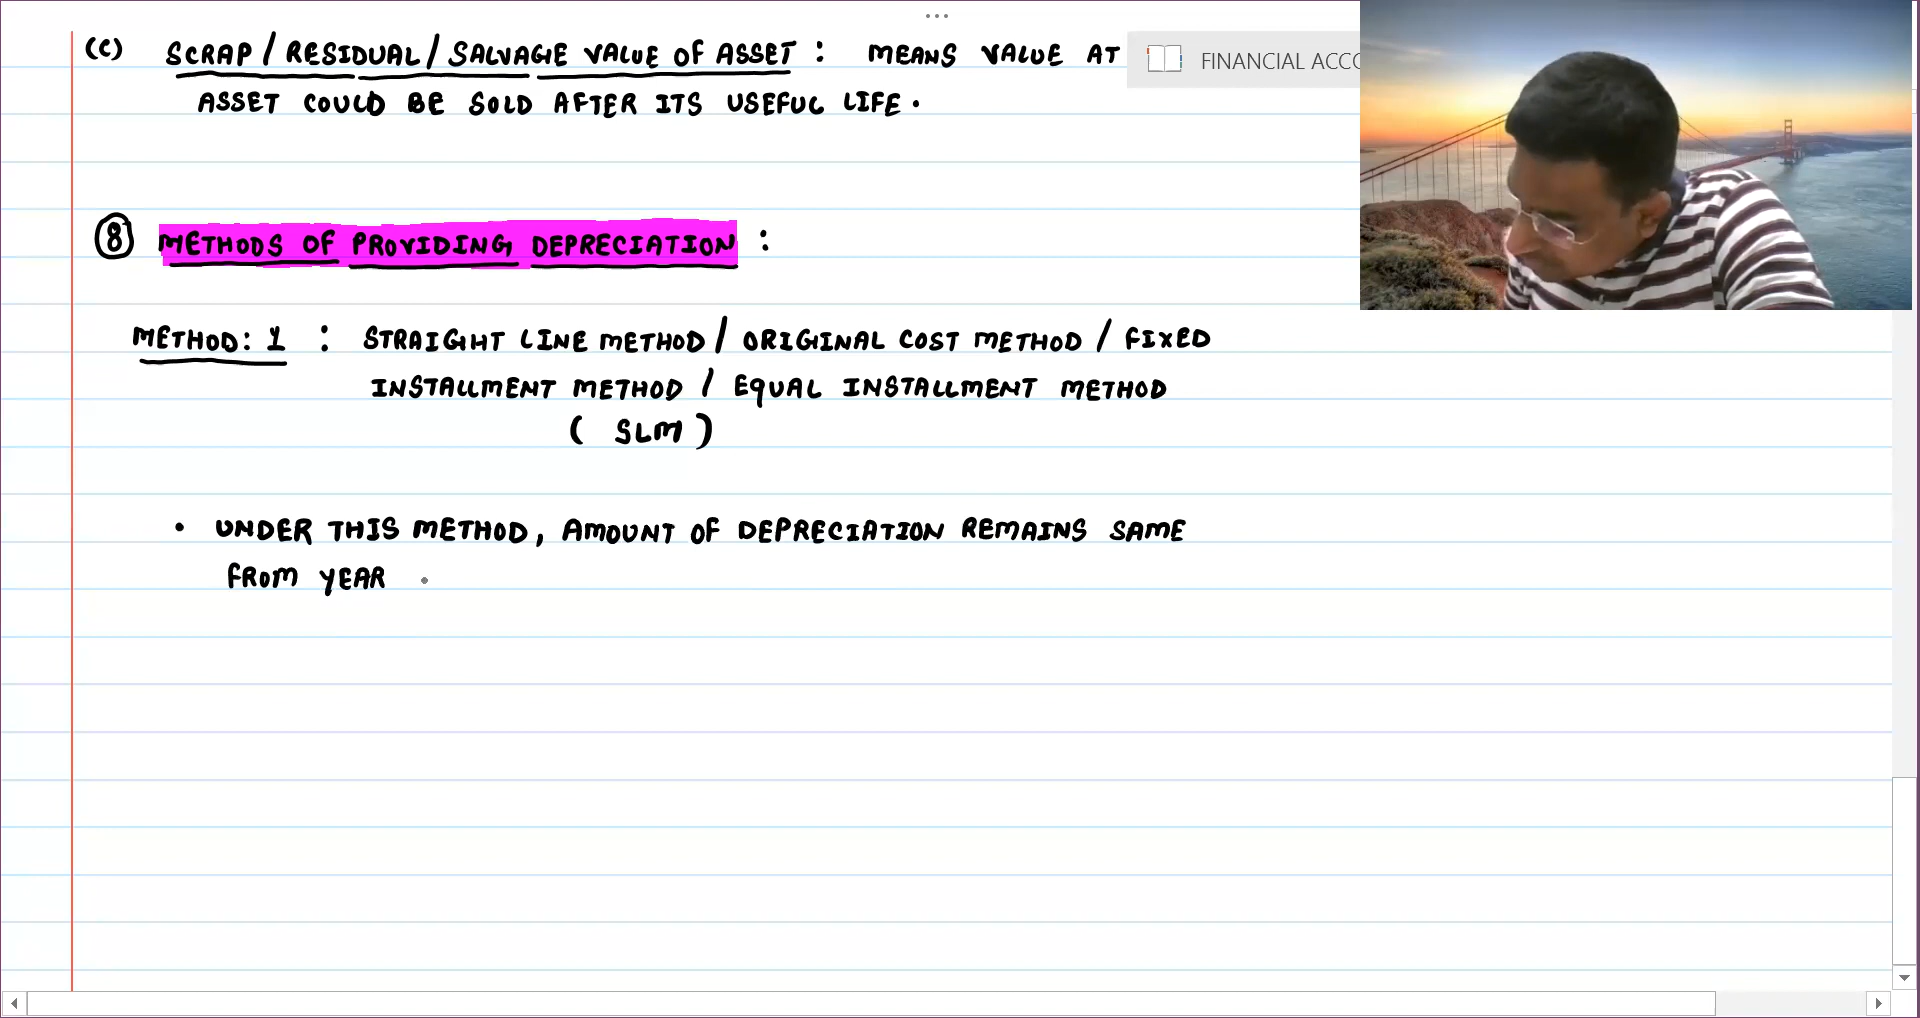 (C) SCRAP / RESIDUAL / SALVAGE VALUE OF ASSET : MEANS VALUE AT
FINANCIAL ACCO
ASSET COULD BE SOLD AFTER ITS USEFUL LIFE.
8 METHODS OF PROVIDING DEPRECIATION :
METHOD: 1 : STRAIGHT LINE METHOD / ORIGINAL COST METHOD / FIXED
INSTALLMENT METHOD / EQUAL INSTALLMENT METHOD
( SLM )
• UNDER THIS METHOD, AMOUNT OF DEPRECIATION REMAINS SAME
FROM YEAR